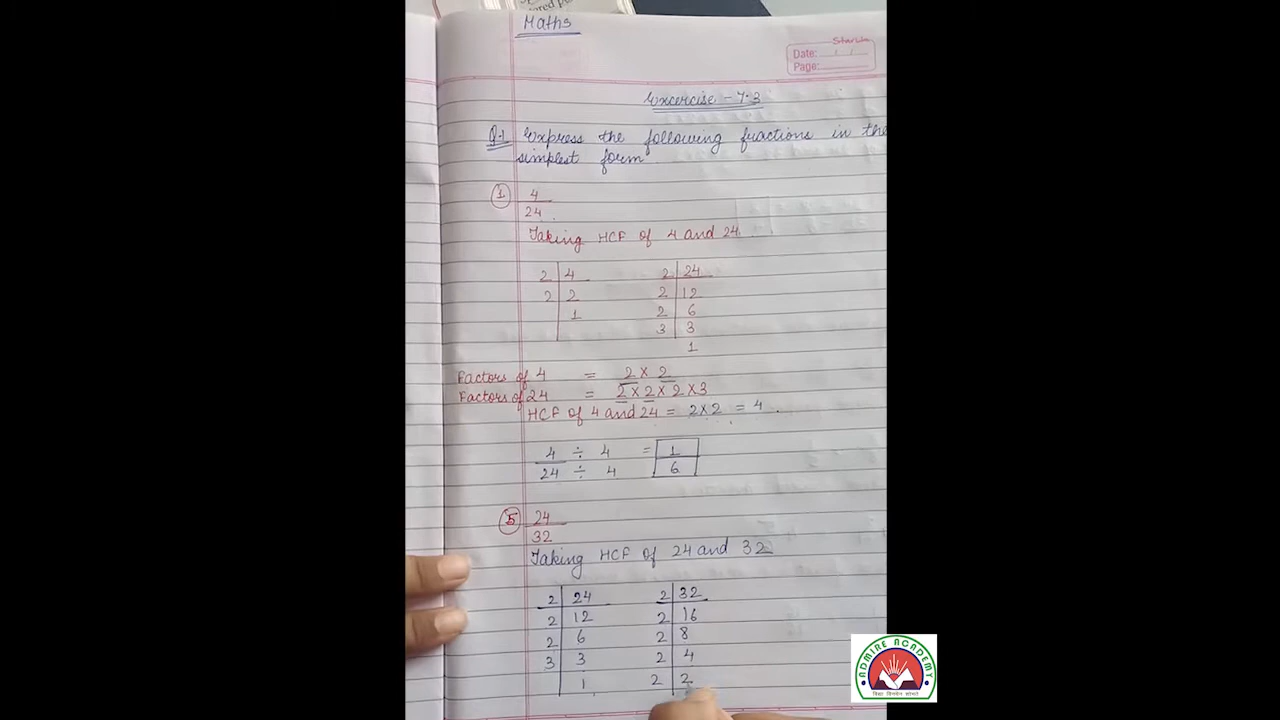 Maths
Date:
Page:
Excercise - 7.3
Q.1 Express the following fractions in the
simplest form
1 4
24
Taking HCF of 4 and 24.
2 4 2 24
2 2 2 12
1 2 6
3 3
1
Factors of 4 = 2 × 2
Factors of 24 = 2 × 2 × 2 × 3
HCF of 4 and 24 = 2×2 = 4
4 ÷ 4 = 1
24 ÷ 4 6
5 24
32
Taking HCF of 24 and 32
2 24 2 32
2 12 2 16
2 6 2 8
3 3 2 4
1 2 2
ADMIRE ACADEMY